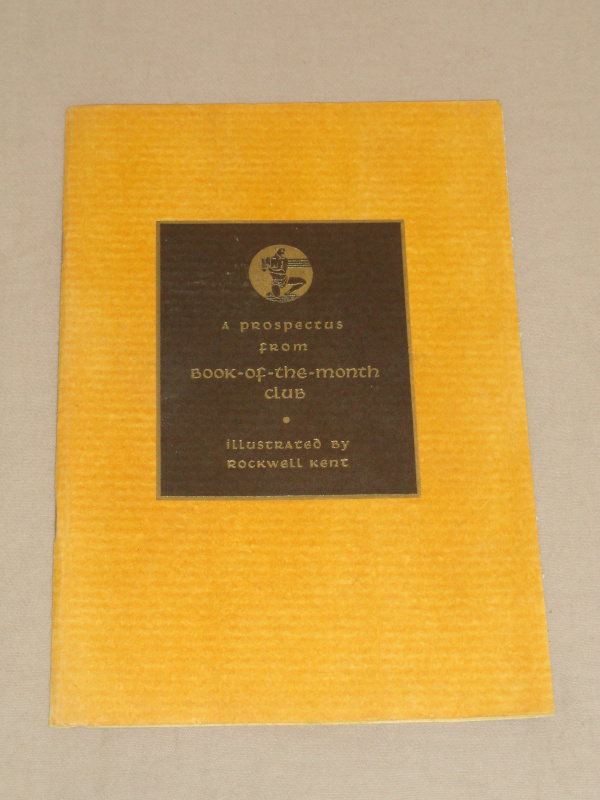 A PROSPECTUS
FROM
BOOK-OF-THE-MONTH
CLUB
•
ILLUSTRATED BY
ROCKWELL KENT